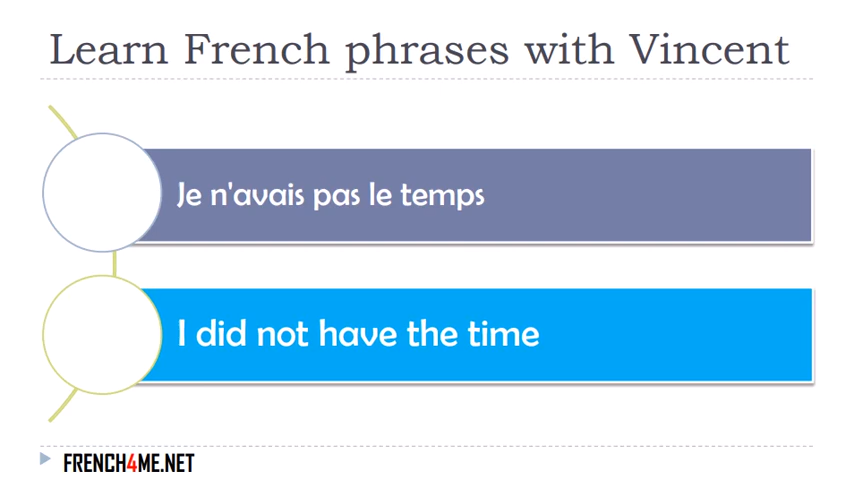 Learn French phrases with Vincent
Je n'avais pas le temps
I did not have the time
FRENCH4ME.NET